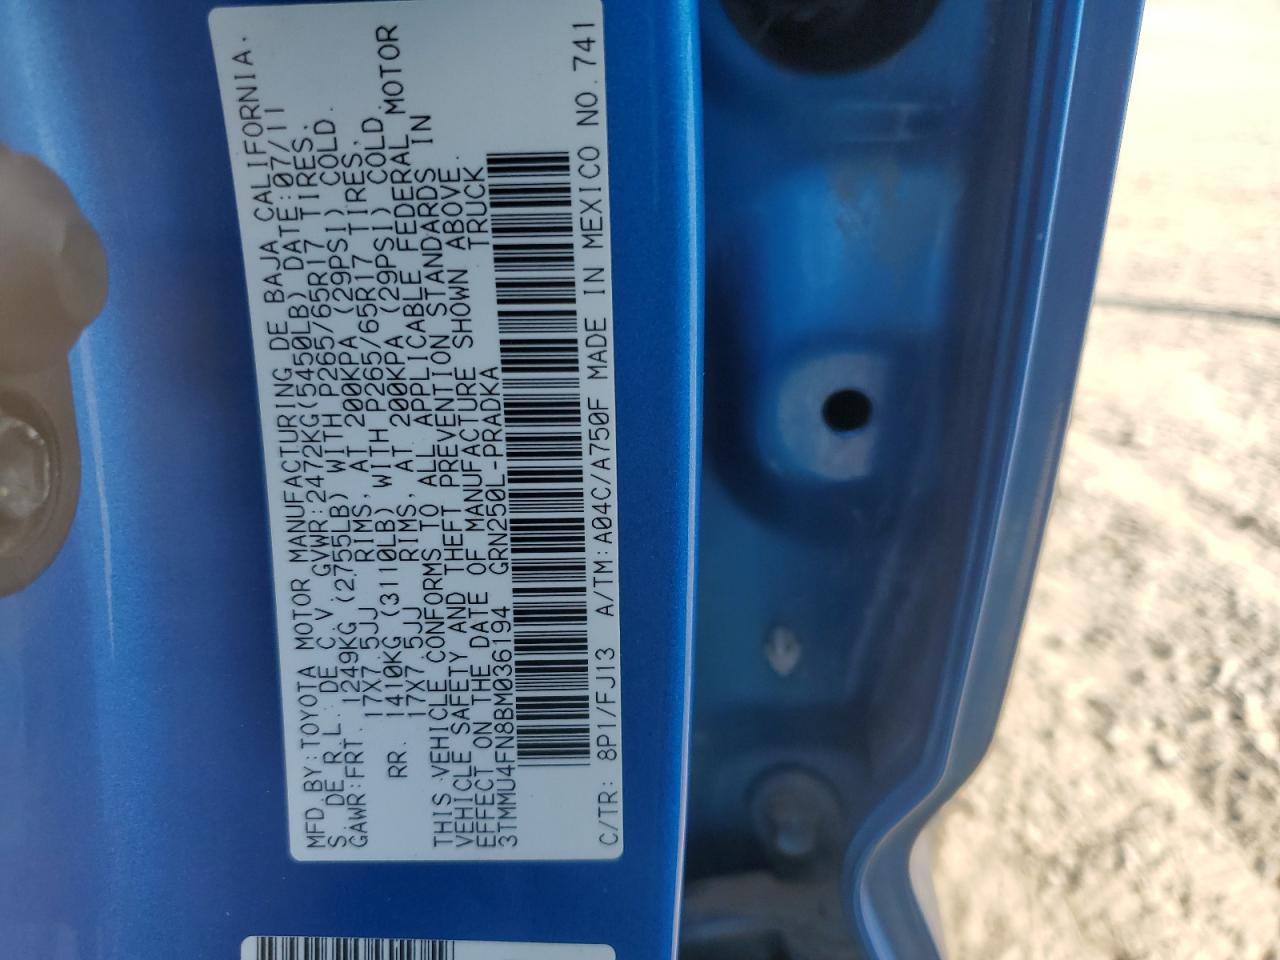 MFD BY:TOYOTA MOTOR MANUFACTURING DE BAJA CALIFORNIA.
S. DE R.L. DE C.V. GVWR:2472KG(5450LB) DATE:07/11
GAWR:FRT. 1249KG (2755LB) WITH P265/65R17 TIRES.
17X7.5JJ RIMS, AT 200KPA (29PSI) COLD.
RR. 1410KG (3110LB) WITH P265/65R17 TIRES.
17X7.5JJ RIMS, AT 200KPA (29PSI) COLD.
THIS VEHICLE CONFORMS TO ALL APPLICABLE FEDERAL MOTOR
VEHICLE SAFETY AND THEFT PREVENTION STANDARDS IN
EFFECT ON THE DATE OF MANUFACTURE SHOWN ABOVE.
3TMMU4FN8BM036194 GRN250L-PRADKA TRUCK
C/TR: 8P1/FJ13 A/TM:A04C/A750F MADE IN MEXICO NO.741